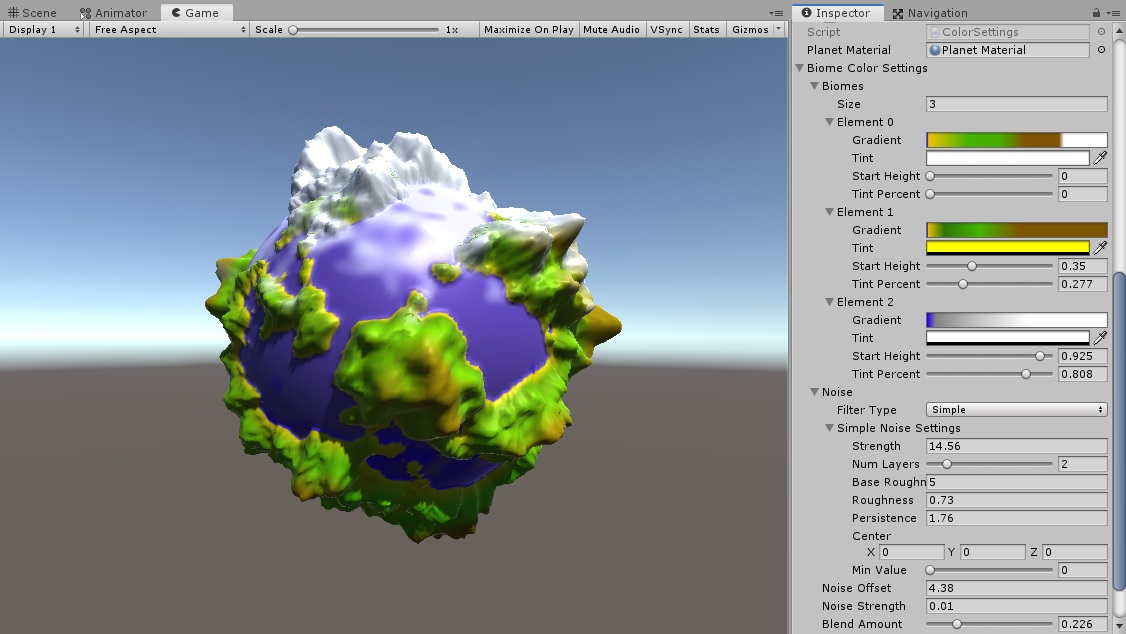 Scene Animator Game
Display 1 Free Aspect Scale 1x Maximize On Play Mute Audio VSync Stats Gizmos
Inspector Navigation
Script ColorSettings
Planet Material Planet Material
Biome Color Settings
Biomes
Size 3
Element 0
Gradient
Tint
Start Height 0
Tint Percent 0
Element 1
Gradient
Tint
Start Height 0.35
Tint Percent 0.277
Element 2
Gradient
Tint
Start Height 0.925
Tint Percent 0.808
Noise
Filter Type Simple
Simple Noise Settings
Strength 14.56
Num Layers 2
Base Roughn 5
Roughness 0.73
Persistence 1.76
Center
X 0 Y 0 Z 0
Min Value 0
Noise Offset 4.38
Noise Strength 0.01
Blend Amount 0.226